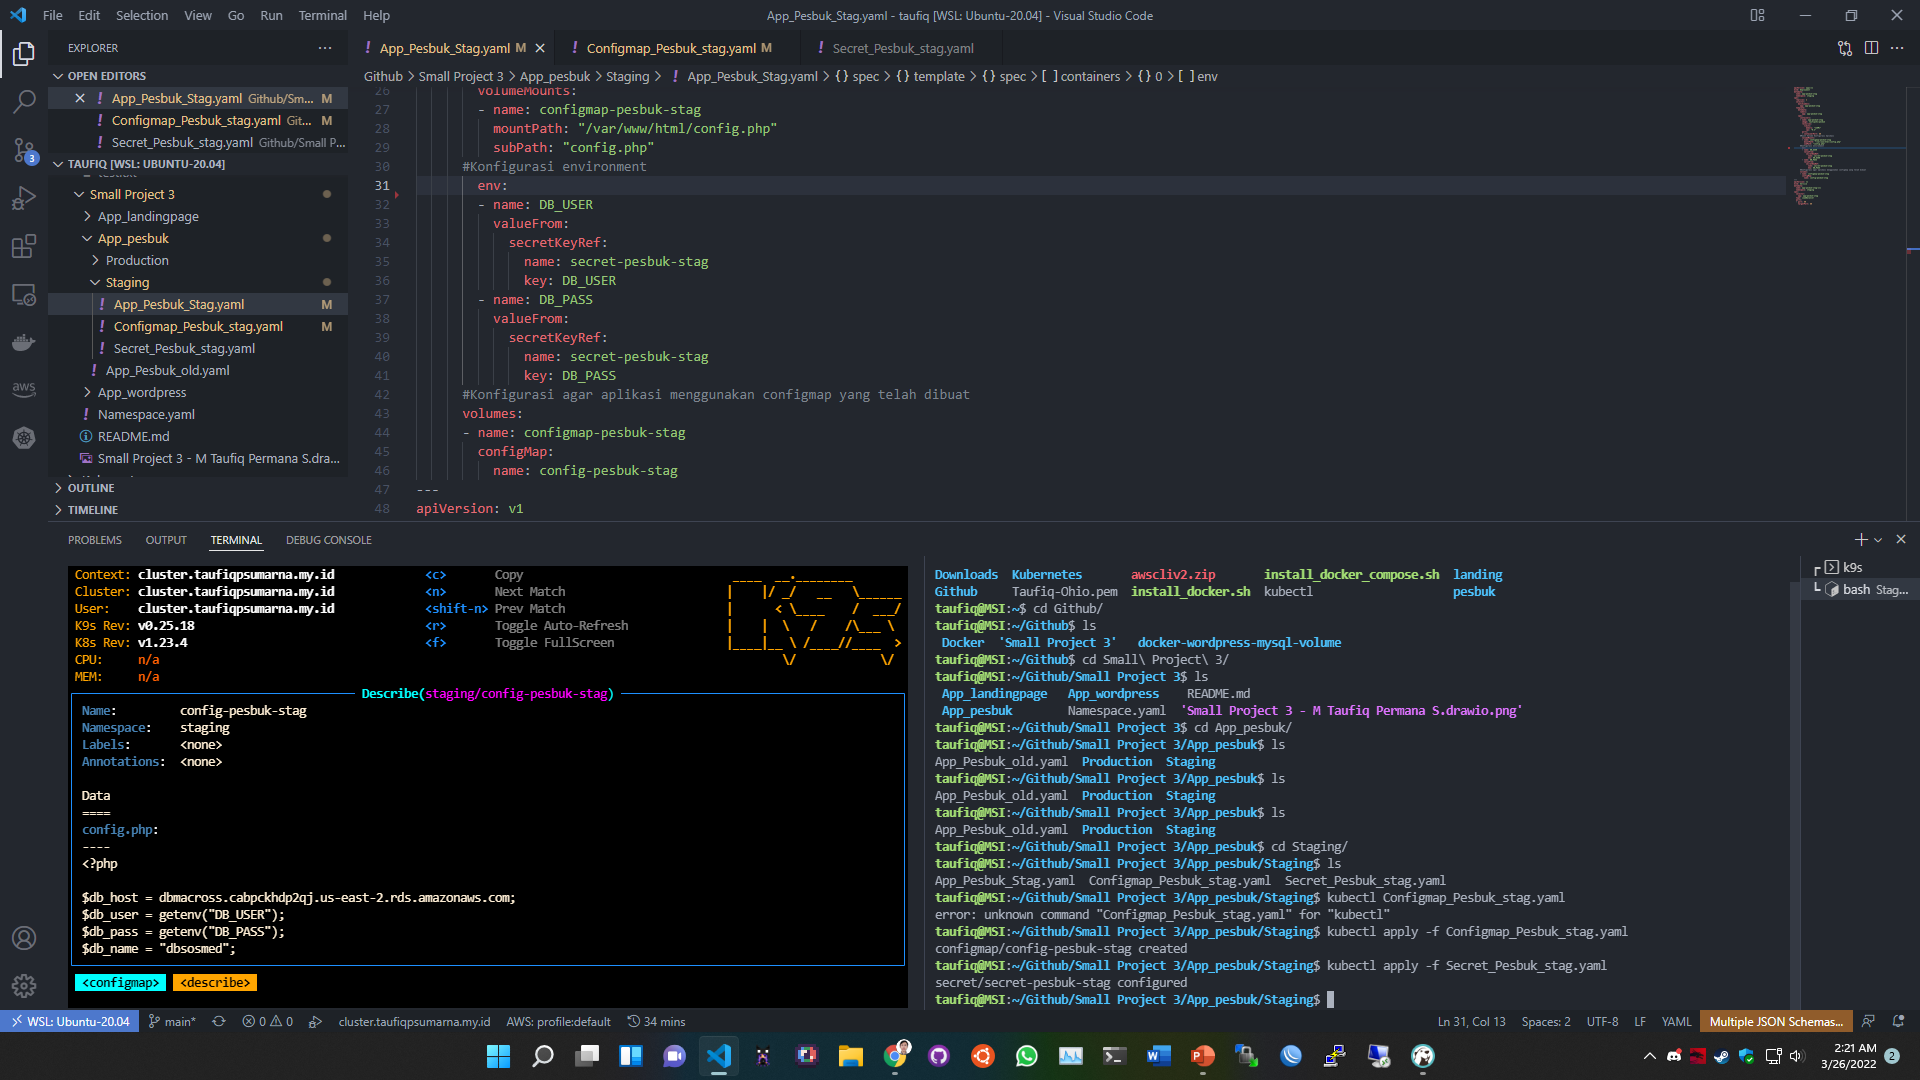 File Edit Selection View Go Run Terminal Help
App_Pesbuk_Stag.yaml - taufiq [WSL: Ubuntu-20.04] - Visual Studio Code
EXPLORER
OPEN EDITORS
App_Pesbuk_Stag.yaml Github/Sm... M
Configmap_Pesbuk_stag.yaml Git... M
Secret_Pesbuk_stag.yaml Github/Small P...
TAUFIQ [WSL: UBUNTU-20.04]
Small Project 3
App_landingpage
App_pesbuk
Production
Staging
App_Pesbuk_Stag.yaml M
Configmap_Pesbuk_stag.yaml M
Secret_Pesbuk_stag.yaml
App_Pesbuk_old.yaml
App_wordpress
Namespace.yaml
README.md
Small Project 3 - M Taufiq Permana S.dra...
OUTLINE
TIMELINE
3
aws
App_Pesbuk_Stag.yaml M
Configmap_Pesbuk_stag.yaml M
Secret_Pesbuk_stag.yaml
Github > Small Project 3 > App_pesbuk > Staging > ! App_Pesbuk_Stag.yaml > {} spec > {} template > {} spec > [ ] containers > {} 0 > [ ] env
26 volumeMounts:
27 - name: configmap-pesbuk-stag
28 mountPath: "/var/www/html/config.php"
29 subPath: "config.php"
30 #Konfigurasi environment
31 env:
32 - name: DB_USER
33 valueFrom:
34 secretKeyRef:
35 name: secret-pesbuk-stag
36 key: DB_USER
37 - name: DB_PASS
38 valueFrom:
39 secretKeyRef:
40 name: secret-pesbuk-stag
41 key: DB_PASS
42 #Konfigurasi agar aplikasi menggunakan configmap yang telah dibuat
43 volumes:
44 - name: configmap-pesbuk-stag
45 configMap:
46 name: config-pesbuk-stag
47 ---
48 apiVersion: v1
PROBLEMS OUTPUT TERMINAL DEBUG CONSOLE
Context: cluster.taufiqpsumarna.my.id <c> Copy
Cluster: cluster.taufiqpsumarna.my.id <n> Next Match
User: cluster.taufiqpsumarna.my.id <shift-n> Prev Match
K9s Rev: v0.25.18 <r> Toggle Auto-Refresh
K8s Rev: v1.23.4 <f> Toggle FullScreen
CPU: n/a
MEM: n/a
Describe(staging/config-pesbuk-stag)
Name: config-pesbuk-stag
Namespace: staging
Labels: <none>
Annotations: <none>
Data
====
config.php:
----
<?php
$db_host = dbmacross.cabpckhdp2qj.us-east-2.rds.amazonaws.com;
$db_user = getenv("DB_USER");
$db_pass = getenv("DB_PASS");
$db_name = "dbsosmed";
<configmap> <describe>
Downloads Kubernetes awscliv2.zip install_docker_compose.sh landing
Github Taufiq-Ohio.pem install_docker.sh kubectl pesbuk
taufiq@MSI:~$ cd Github/
taufiq@MSI:~/Github$ ls
Docker 'Small Project 3' docker-wordpress-mysql-volume
taufiq@MSI:~/Github$ cd Small\ Project\ 3/
taufiq@MSI:~/Github/Small Project 3$ ls
App_landingpage App_wordpress README.md
App_pesbuk Namespace.yaml 'Small Project 3 - M Taufiq Permana S.drawio.png'
taufiq@MSI:~/Github/Small Project 3$ cd App_pesbuk/
taufiq@MSI:~/Github/Small Project 3/App_pesbuk$ ls
App_Pesbuk_old.yaml Production Staging
taufiq@MSI:~/Github/Small Project 3/App_pesbuk$ ls
App_Pesbuk_old.yaml Production Staging
taufiq@MSI:~/Github/Small Project 3/App_pesbuk$ ls
App_Pesbuk_old.yaml Production Staging
taufiq@MSI:~/Github/Small Project 3/App_pesbuk$ cd Staging/
taufiq@MSI:~/Github/Small Project 3/App_pesbuk/Staging$ ls
App_Pesbuk_Stag.yaml Configmap_Pesbuk_stag.yaml Secret_Pesbuk_stag.yaml
taufiq@MSI:~/Github/Small Project 3/App_pesbuk/Staging$ kubectl Configmap_Pesbuk_stag.yaml
error: unknown command "Configmap_Pesbuk_stag.yaml" for "kubectl"
taufiq@MSI:~/Github/Small Project 3/App_pesbuk/Staging$ kubectl apply -f Configmap_Pesbuk_stag.yaml
configmap/config-pesbuk-stag created
taufiq@MSI:~/Github/Small Project 3/App_pesbuk/Staging$ kubectl apply -f Secret_Pesbuk_stag.yaml
secret/secret-pesbuk-stag configured
taufiq@MSI:~/Github/Small Project 3/App_pesbuk/Staging$
k9s
bash Stag...
WSL: Ubuntu-20.04 main* 0 0 cluster.taufiqpsumarna.my.id AWS: profile:default 34 mins
Ln 31, Col 13 Spaces: 2 UTF-8 LF YAML Multiple JSON Schemas...
2:21 AM
3/26/2022
2